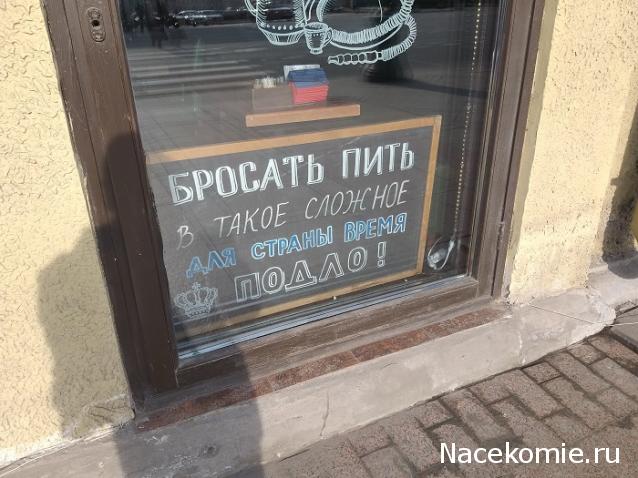 БРОСАТЬ ПИТЬ
В ТАКОЕ СЛОЖНОЕ
ДЛЯ СТРАНЫ ВРЕМЯ
ПОДЛО!
Nacekomie.ru